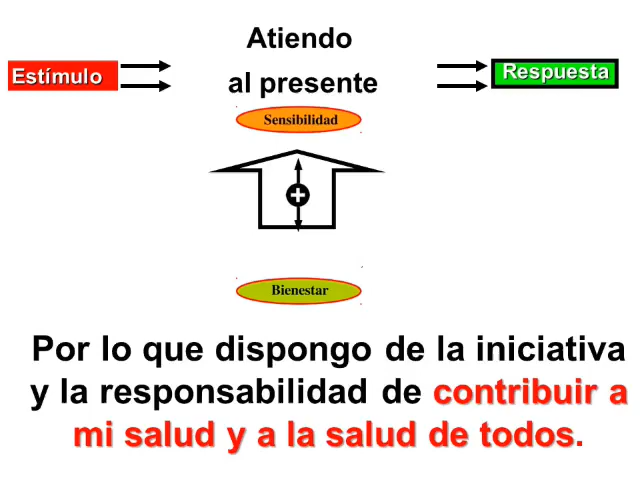 Atiendo
al presente
Estímulo
Respuesta
Sensibilidad
Bienestar
Por lo que dispongo de la iniciativa
y la responsabilidad de contribuir a
mi salud y a la salud de todos.